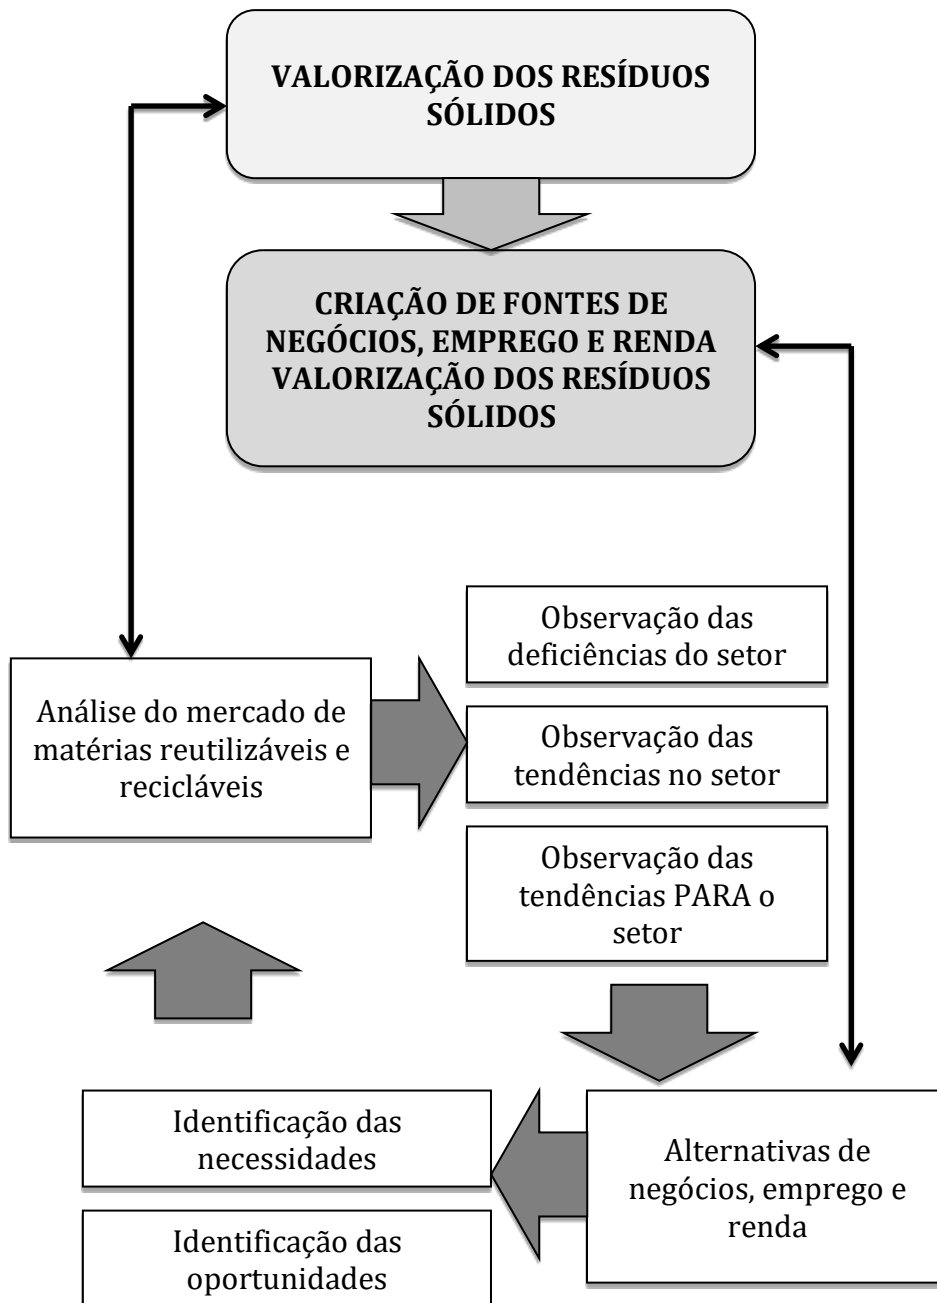 VALORIZAÇÃO DOS RESÍDUOS
SÓLIDOS
CRIAÇÃO DE FONTES DE
NEGÓCIOS, EMPREGO E RENDA
VALORIZAÇÃO DOS RESÍDUOS
SÓLIDOS
Observação das
deficiências do setor
Análise do mercado de
matérias reutilizáveis e
recicláveis
Observação das
tendências no setor
Observação das
tendências PARA o
setor
Identificação das
necessidades
Alternativas de
negócios, emprego e
renda
Identificação das
oportunidades